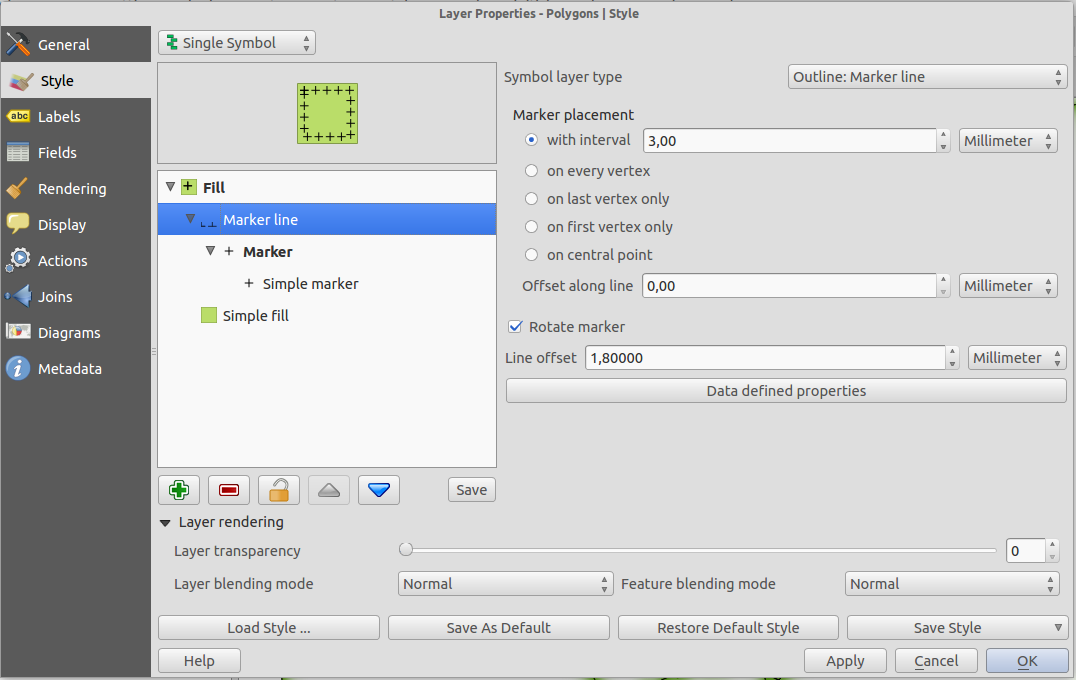 Layer Properties - Polygons | Style
General
Style
abc Labels
Fields
Rendering
Display
Actions
Joins
Diagrams
i Metadata
Single Symbol
Fill
Marker line
Marker
Simple marker
Simple fill
Save
Symbol layer type Outline: Marker line
Marker placement
with interval 3,00 Millimeter
on every vertex
on last vertex only
on first vertex only
on central point
Offset along line 0,00 Millimeter
Rotate marker
Line offset 1,80000 Millimeter
Data defined properties
Layer rendering
Layer transparency 0
Layer blending mode Normal Feature blending mode Normal
Load Style ... Save As Default Restore Default Style Save Style
Help Apply Cancel OK